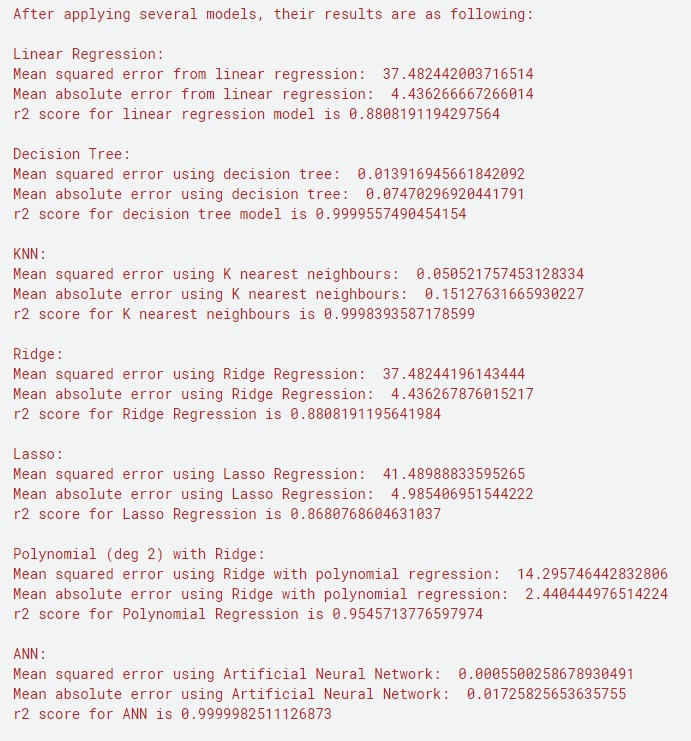 After applying several models, their results are as following:
Linear Regression:
Mean squared error from linear regression:  37.482442003716514
Mean absolute error from linear regression:  4.436266667266014
r2 score for linear regression model is 0.8808191194297564
Decision Tree:
Mean squared error using decision tree:  0.013916945661842092
Mean absolute error using decision tree:  0.07470296920441791
r2 score for decision tree model is 0.9999557490454154
KNN:
Mean squared error using K nearest neighbours:  0.050521757453128334
Mean absolute error using K nearest neighbours:  0.15127631665930227
r2 score for K nearest neighbours is 0.9998393587178599
Ridge:
Mean squared error using Ridge Regression:  37.48244196143444
Mean absolute error using Ridge Regression:  4.436267876015217
r2 score for Ridge Regression is 0.8808191195641984
Lasso:
Mean squared error using Lasso Regression:  41.48988833595265
Mean absolute error using Lasso Regression:  4.985406951544222
r2 score for Lasso Regression is 0.8680768604631037
Polynomial (deg 2) with Ridge:
Mean squared error using Ridge with polynomial regression:  14.295746442832806
Mean absolute error using Ridge with polynomial regression:  2.440444976514224
r2 score for Polynomial Regression is 0.9545713776597974
ANN:
Mean squared error using Artificial Neural Network:  0.0005500258678930491
Mean absolute error using Artificial Neural Network:  0.01725825653635755
r2 score for ANN is 0.9999982511126873